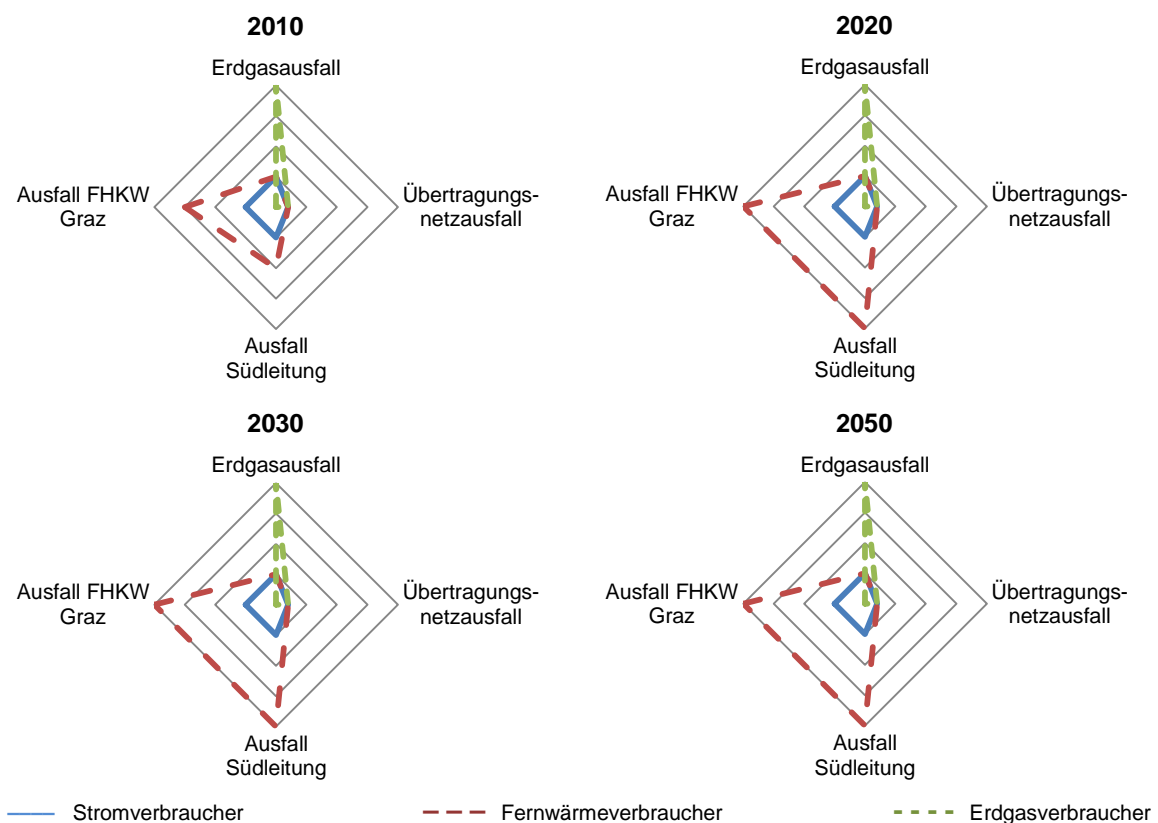 2010
Erdgasausfall
Ausfall FHKW
Graz
Übertragungs-
netzausfall
Ausfall
Südleitung
2020
Erdgasausfall
Ausfall FHKW
Graz
Übertragungs-
netzausfall
Ausfall
Südleitung
2030
Erdgasausfall
Ausfall FHKW
Graz
Übertragungs-
netzausfall
Ausfall
Südleitung
2050
Erdgasausfall
Ausfall FHKW
Graz
Übertragungs-
netzausfall
Ausfall
Südleitung
Stromverbraucher
Fernwärmeverbraucher
Erdgasverbraucher